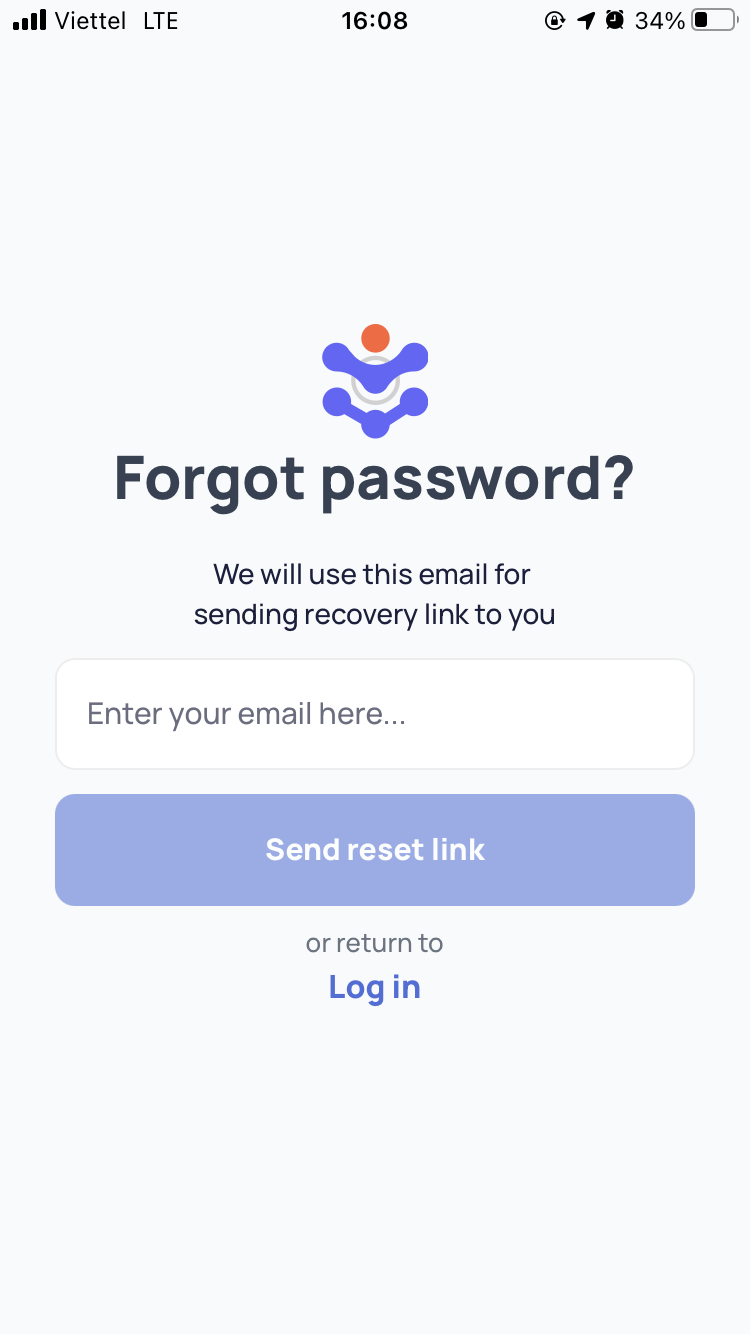 Viettel LTE 16:08 34%
Forgot password?
We will use this email for
sending recovery link to you
Enter your email here...
Send reset link
or return to
Log in